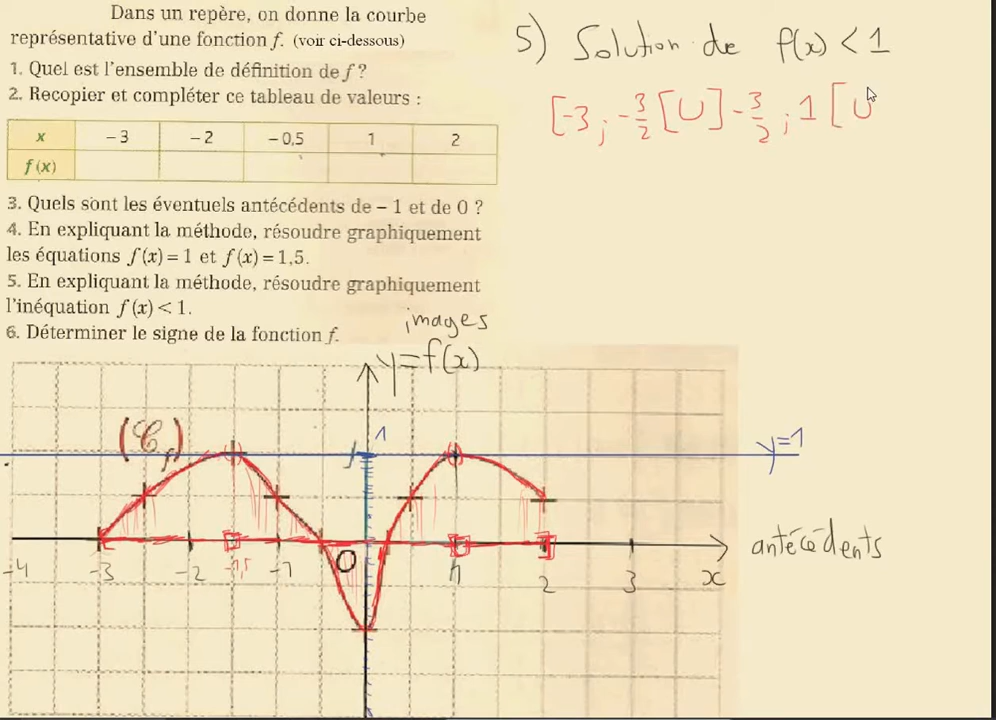 Dans un repère, on donne la courbe
représentative d'une fonction f. (voir ci-dessous)
1. Quel est l'ensemble de définition de f ?
2. Recopier et compléter ce tableau de valeurs :
x -3 -2 -0,5 1 2
f(x)
3. Quels sont les éventuels antécédents de -1 et de 0 ?
4. En expliquant la méthode, résoudre graphiquement
les équations f(x) = 1 et f(x) = 1,5.
5. En expliquant la méthode, résoudre graphiquement
l'inéquation f(x) < 1.
6. Déterminer le signe de la fonction f.
5) Solution de f(x) < 1
[-3 ; -3/2 [ U ] -3/2 ; 1 [ U
images
y=f(x)
(𝒞f)
1
y=1
antécédents
-4 -3 -2 -1,5 -1 O 1 2 3 x